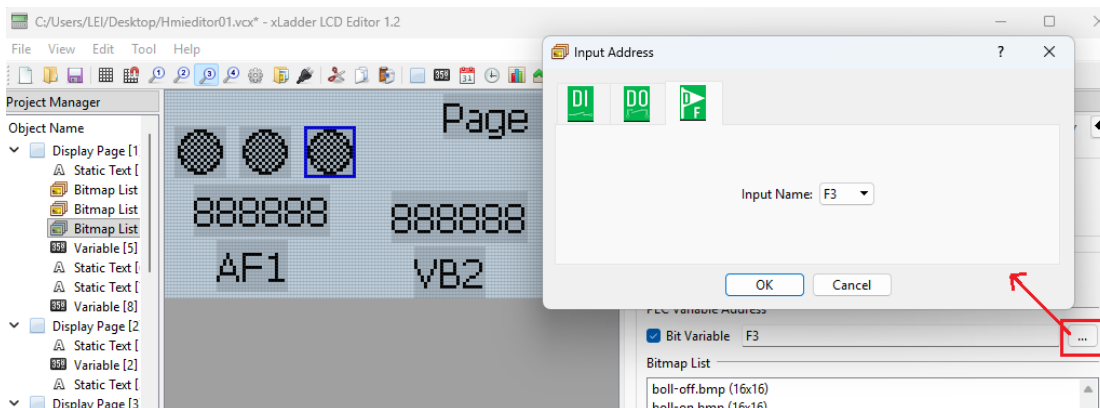 C:/Users/LEI/Desktop/Hmieditor01.vcx* - xLadder LCD Editor 1.2
File View Edit Tool Help
Project Manager
Object Name
Display Page [1
Static Text [
Bitmap List
Bitmap List
Bitmap List
Variable [5]
Static Text [
Static Text [
Variable [8]
Display Page [2
Static Text [
Variable [2]
Static Text [
Display Page [3
Page
888888
888888
AF1
VB2
Input Address
?
DI
DO
D
F
Input Name: F3
OK Cancel
PLC Variable Address
Bit Variable F3
...
Bitmap List
boll-off.bmp (16x16)
boll-on.bmp (16x16)